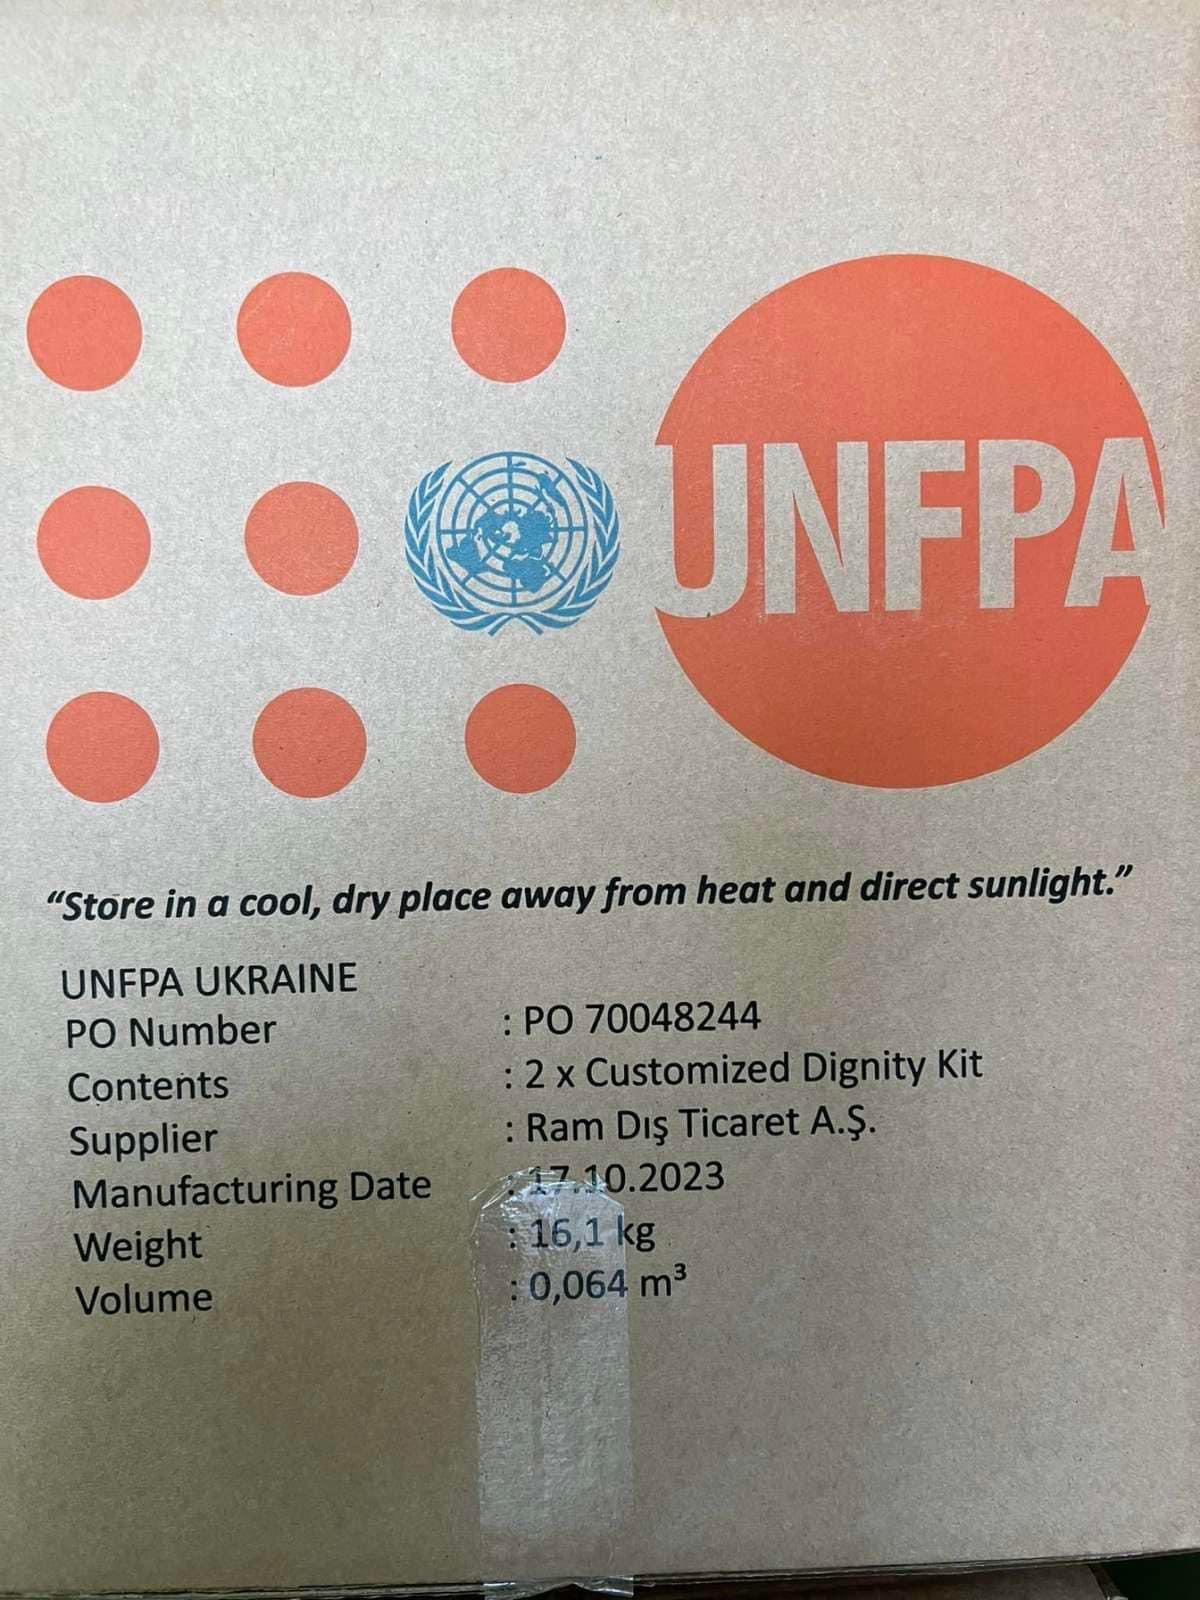 UNFPA
“Store in a cool, dry place away from heat and direct sunlight.”
UNFPA UKRAINE
PO Number : PO 70048244
Contents : 2 x Customized Dignity Kit
Supplier : Ram Dış Ticaret A.Ş.
Manufacturing Date : 17.10.2023
Weight : 16,1 kg
Volume : 0,064 m³